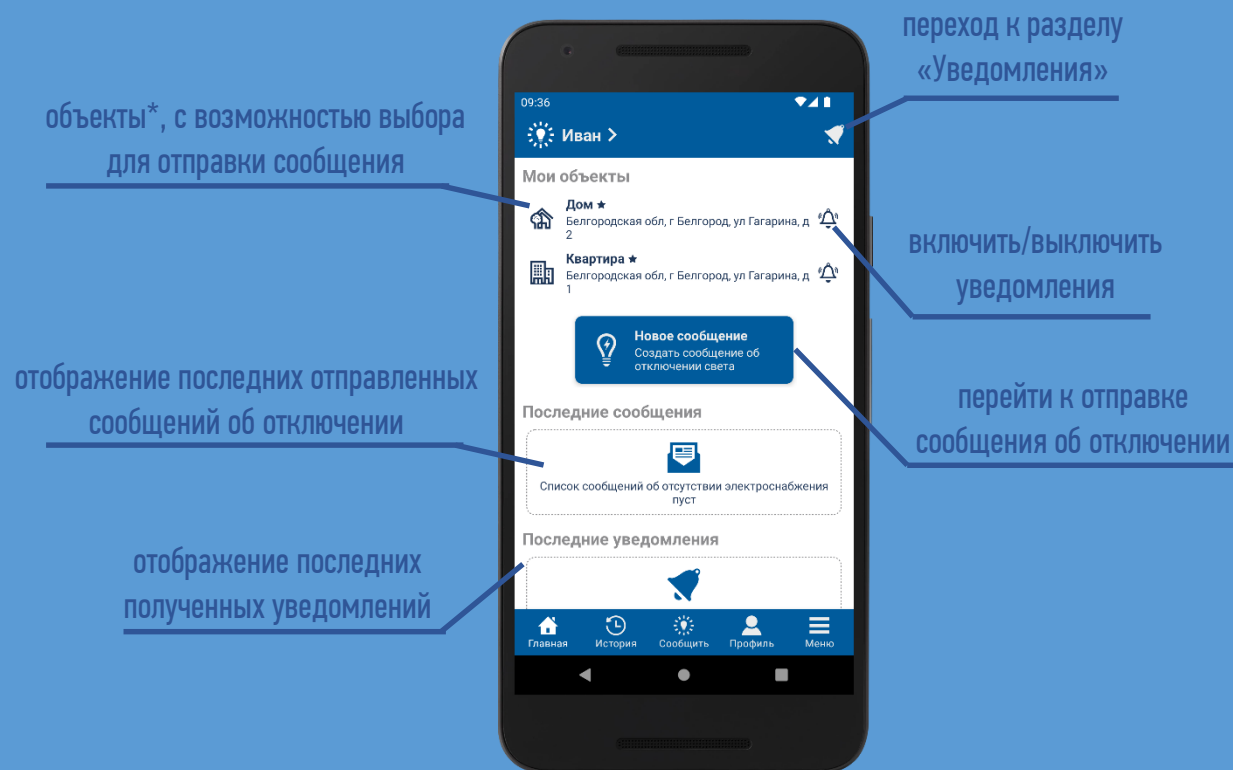 переход к разделу
«Уведомления»
объекты*, с возможностью выбора
для отправки сообщения
09:36
Иван >
Мои объекты
Дом ★
Белгородская обл, г Белгород, ул Гагарина, д
2
Квартира ★
Белгородская обл, г Белгород, ул Гагарина, д
1
включить/выключить
уведомления
Новое сообщение
Создать сообщение об
отключении света
отображение последних отправленных
сообщений об отключении
перейти к отправке
сообщения об отключении
Последние сообщения
Список сообщений об отсутствии электроснабжения
пуст
Последние уведомления
отображение последних
полученных уведомлений
Главная
История
Сообщить
Профиль
Меню